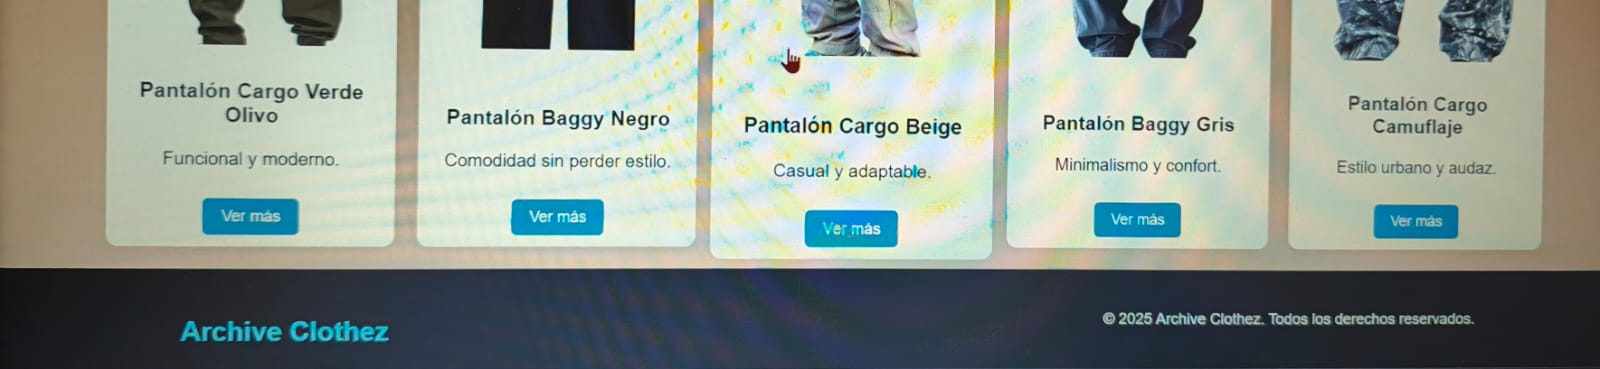 Pantalón Cargo Verde
Olivo
Funcional y moderno.
Ver más
Pantalón Baggy Negro
Comodidad sin perder estilo.
Ver más
Pantalón Cargo Beige
Casual y adaptable.
Ver más
Pantalón Baggy Gris
Minimalismo y confort.
Ver más
Pantalón Cargo
Camuflaje
Estilo urbano y audaz.
Ver más
Archive Clothez
© 2025 Archive Clothez. Todos los derechos reservados.